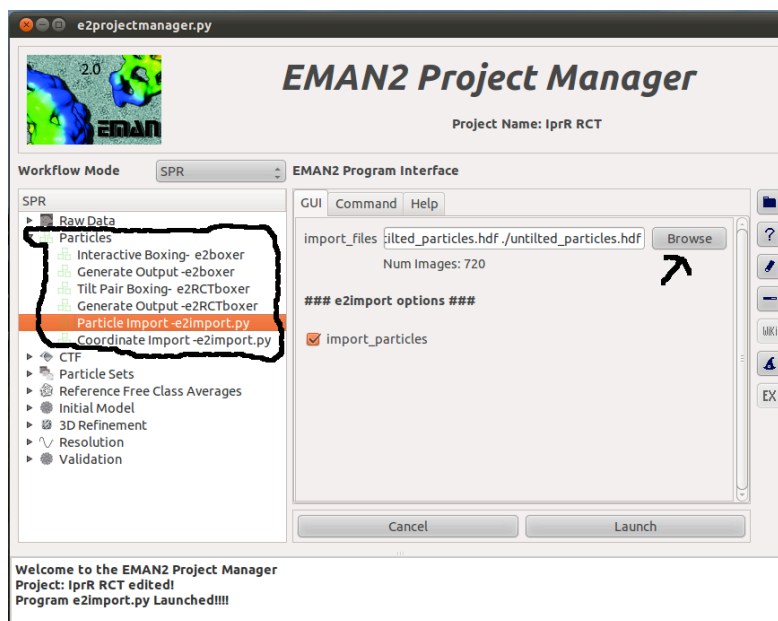 e2projectmanager.py
2.0
EMAN
EMAN2 Project Manager
Project Name: IprR RCT
Workflow Mode
SPR
EMAN2 Program Interface
SPR
Raw Data
Particles
Interactive Boxing- e2boxer
Generate Output -e2boxer
Tilt Pair Boxing- e2RCTboxer
Generate Output -e2RCTboxer
Particle Import -e2import.py
Coordinate Import -e2import.py
CTF
Particle Sets
Reference Free Class Averages
Initial Model
3D Refinement
Resolution
Validation
GUI Command Help
import_files :ilted_particles.hdf ./untilted_particles.hdf Browse
Num Images: 720
### e2import options ###
import_particles
?
WIKI
EX
Cancel Launch
Welcome to the EMAN2 Project Manager
Project: IprR RCT edited!
Program e2import.py Launched!!!!